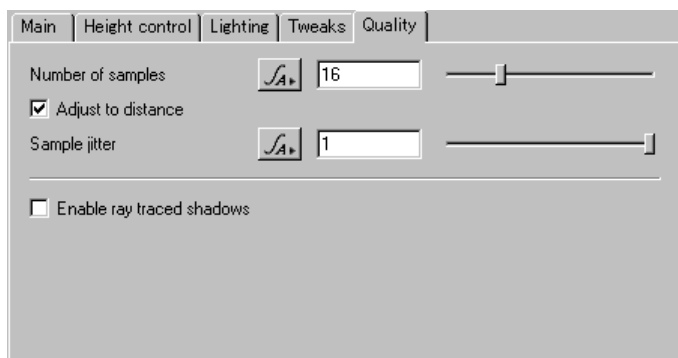 Main Height control Lighting Tweaks Quality
Number of samples 16
Adjust to distance
Sample jitter 1
Enable ray traced shadows